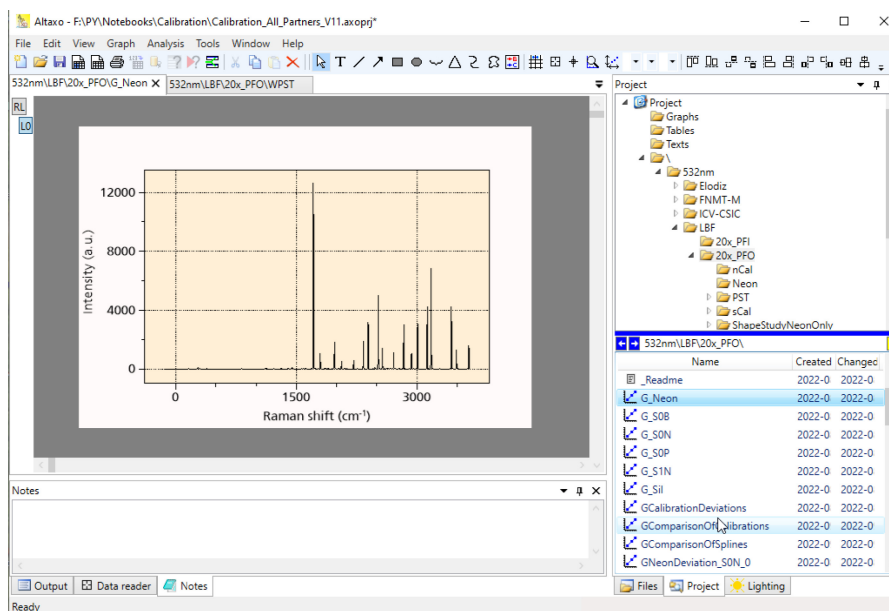 Altaxo - F:\PY\Notebooks\Calibration\Calibration_All_Partners_V11.axoprj*
File Edit View Graph Analysis Tools Window Help
532nm\LBF\20x_PFO\G_Neon X 532nm\LBF\20x_PFO\WPST
RL
L0
12000
8000
4000
0
Intensity (a.u.)
0 1500 3000
Raman shift (cm⁻¹)
Notes
Output Data reader Notes
Ready
Project
Project
Graphs
Tables
Texts
\
532nm
Elodiz
FNMT-M
ICV-CSIC
LBF
20x_PFI
20x_PFO
nCal
Neon
PST
sCal
ShapeStudyNeonOnly
532nm\LBF\20x_PFO\
Name Created Changed
_Readme 2022-0 2022-0
G_Neon 2022-0 2022-0
G_S0B 2022-0 2022-0
G_S0N 2022-0 2022-0
G_S0P 2022-0 2022-0
G_S1N 2022-0 2022-0
G_Sil 2022-0 2022-0
GCalibrationDeviations 2022-0 2022-0
GComparisonOfCalibrations 2022-0 2022-0
GComparisonOfSplines 2022-0 2022-0
GNeonDeviation_S0N_0 2022-0 2022-0
Files Project Lighting